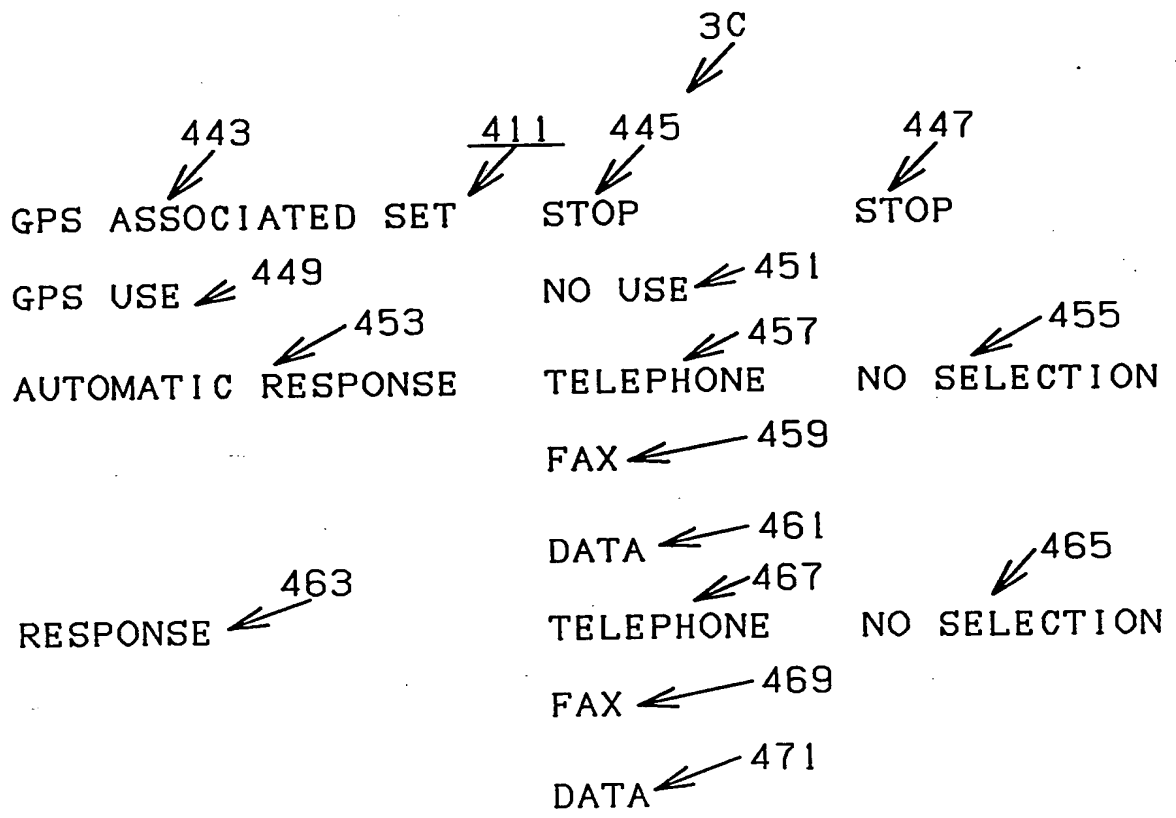 3C
443 411 445 447
GPS ASSOCIATED SET STOP STOP
GPS USE 449 NO USE 451
453 457 455
AUTOMATIC RESPONSE TELEPHONE NO SELECTION
FAX 459
DATA 461 465
463 467
RESPONSE TELEPHONE NO SELECTION
FAX 469
DATA 471